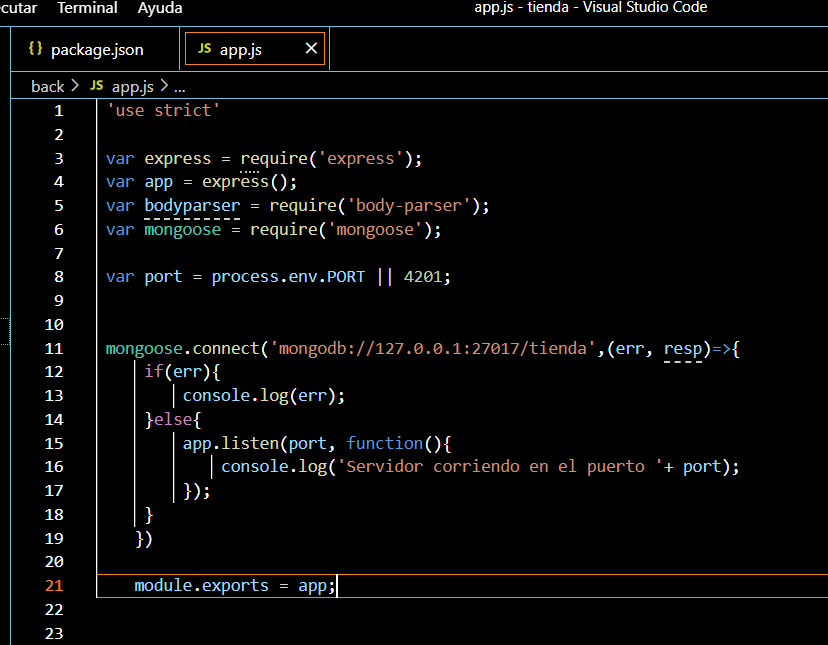 cutar Terminal Ayuda app.js - tienda - Visual Studio Code
{} package.json JS app.js ×
back > JS app.js > ...
1 'use strict'
2
3 var express = require('express');
4 var app = express();
5 var bodyparser = require('body-parser');
6 var mongoose = require('mongoose');
7
8 var port = process.env.PORT || 4201;
9
10
11 mongoose.connect('mongodb://127.0.0.1:27017/tienda',(err, resp)=>{
12 if(err){
13 console.log(err);
14 }else{
15 app.listen(port, function(){
16 console.log('Servidor corriendo en el puerto '+ port);
17 });
18 }
19 })
20
21 module.exports = app;
22
23